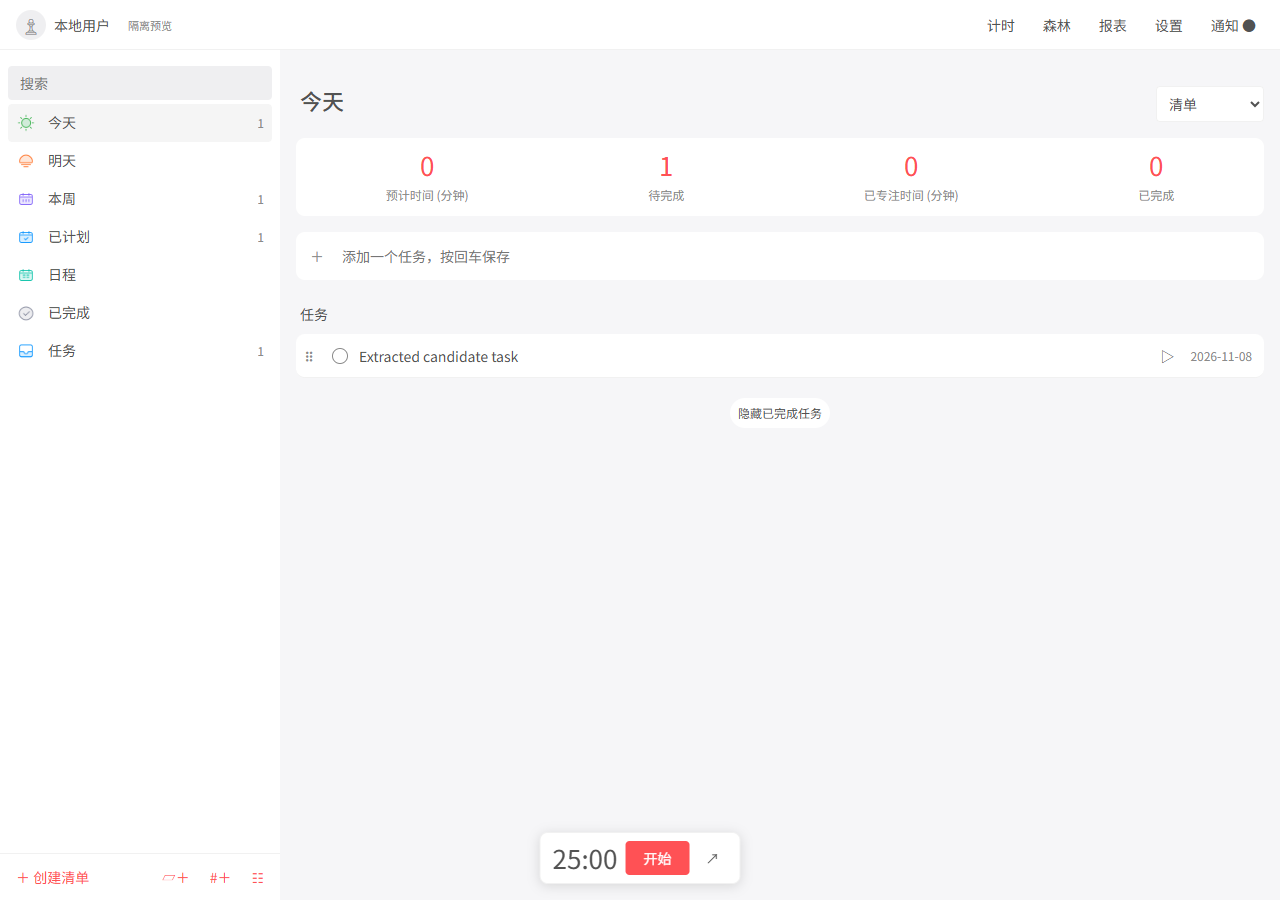 本地用户 隔离预览 计时 森林 报表 设置 通知
搜索
今天 1
明天
本周 1
已计划 1
日程
已完成
任务 1
+ 创建清单
#+
今天
清单
0 1 0 0
预计时间 (分钟) 待完成 已专注时间 (分钟) 已完成
+ 添加一个任务，按回车保存
任务
Extracted candidate task 2026-11-08
隐藏已完成任务
25:00 开始 ↗